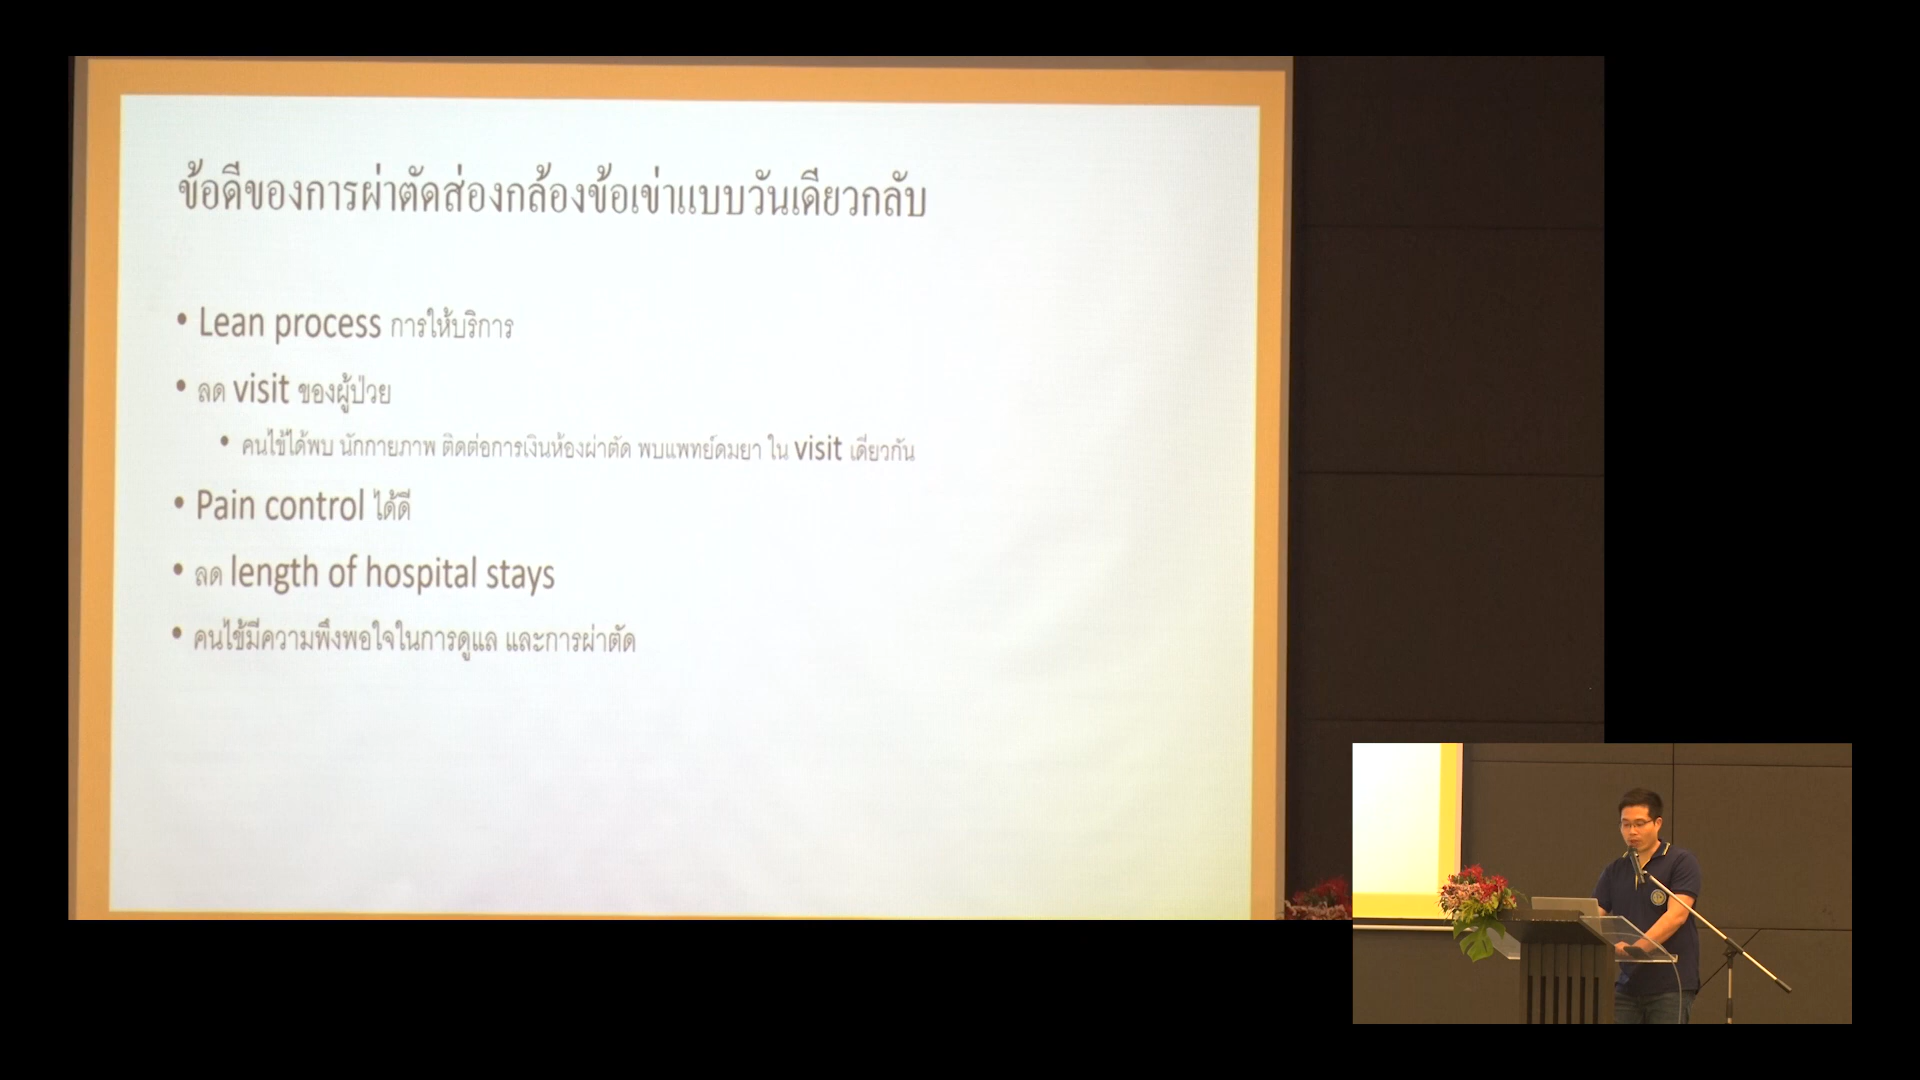 ข้อดีของการผ่าตัดส่องกล้องข้อเข่าแบบวันเดียวกลับ
• Lean process การให้บริการ
• ลด visit ของผู้ป่วย
• คนไข้ได้พบ นักกายภาพ ติดต่อการเงินห้องผ่าตัด พบแพทย์ดมยา ใน visit เดียวกัน
• Pain control ได้ดี
• ลด length of hospital stays
• คนไข้มีความพึงพอใจในการดูแล และการผ่าตัด